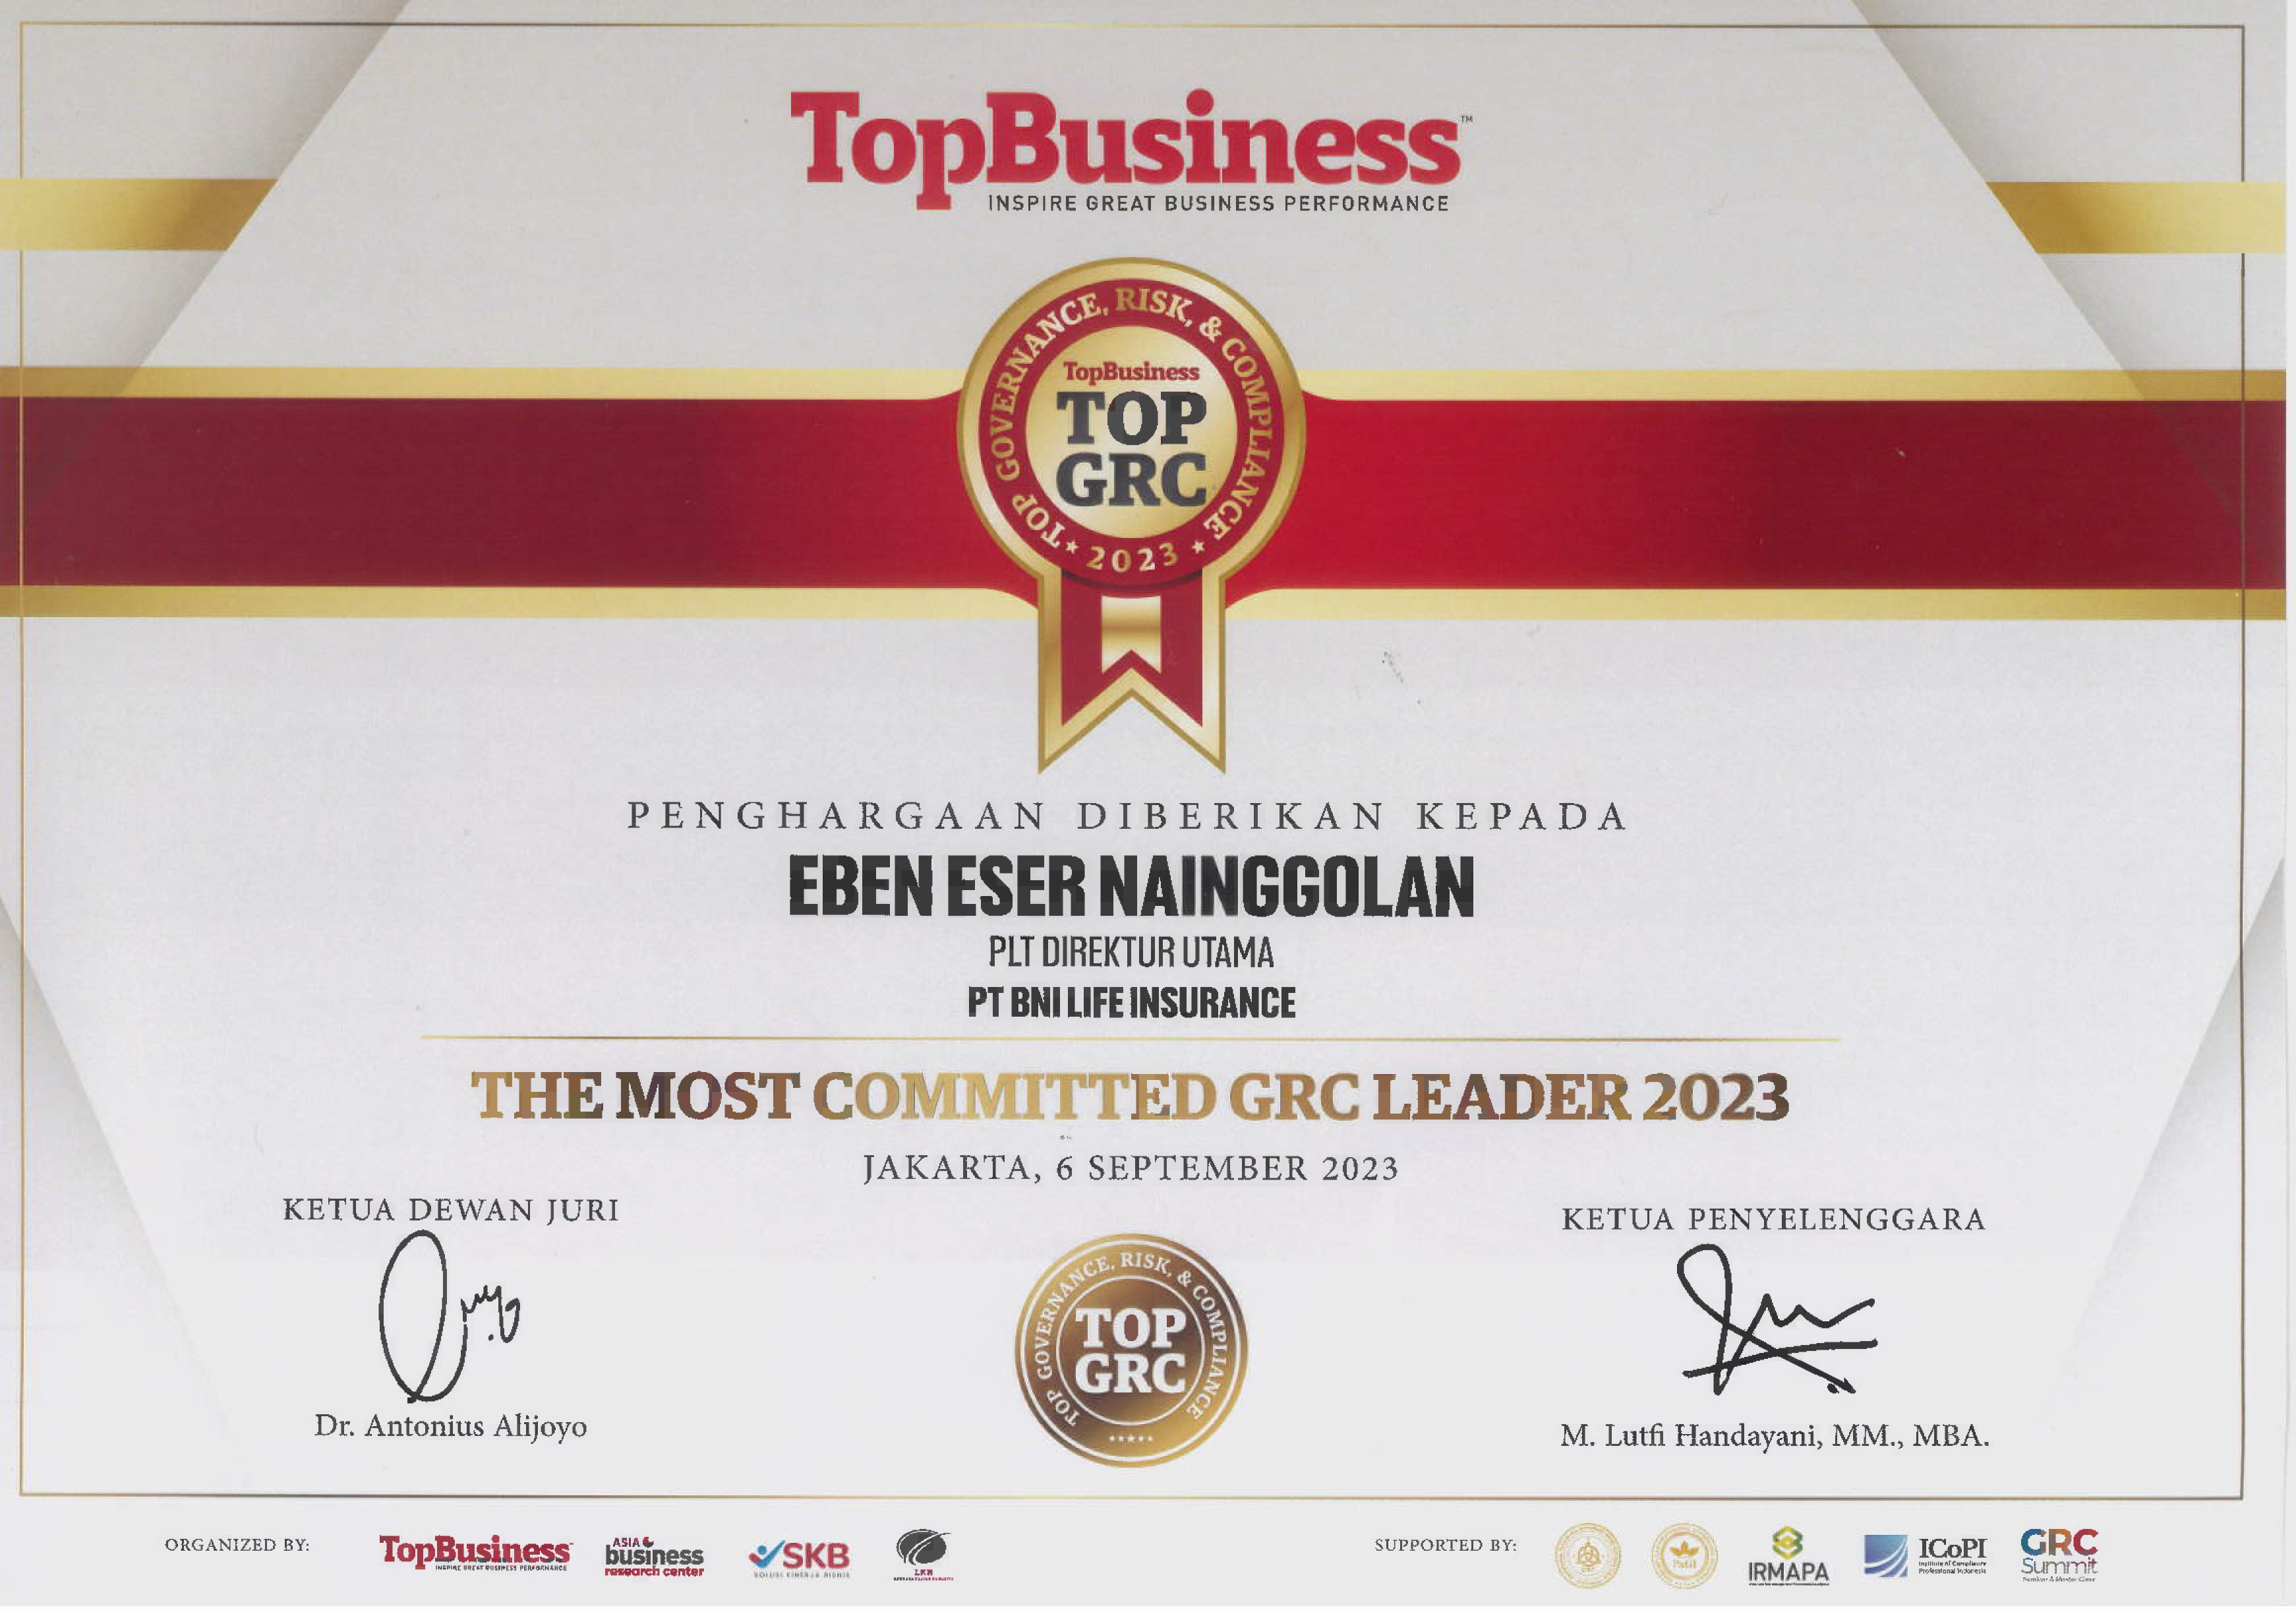 TopBusiness™
INSPIRE GREAT BUSINESS PERFORMANCE
TOP GOVERNANCE, RISK, & COMPLIANCE
TopBusiness
TOP
GRC
2023
PENGHARGAAN DIBERIKAN KEPADA
EBEN ESER NAINGGOLAN
PLT DIREKTUR UTAMA
PT BNI LIFE INSURANCE
THE MOST COMMITTED GRC LEADER 2023
JAKARTA, 6 SEPTEMBER 2023
KETUA DEWAN JURI
Dr. Antonius Alijoyo
TOP GOVERNANCE, RISK, & COMPLIANCE
TOP
GRC
KETUA PENYELENGGARA
M. Lutfi Handayani, MM., MBA.
ORGANIZED BY:
TopBusiness
INSPIRE GREAT BUSINESS PERFORMANCE
ASIA
business
research center
SKB
SOLUSI KINERJA BISNIS
LKN
SUPPORTED BY:
PaGI
IRMAPA
ICoPI
Institute of Compliance
Professional Indonesia
GRC
Summit